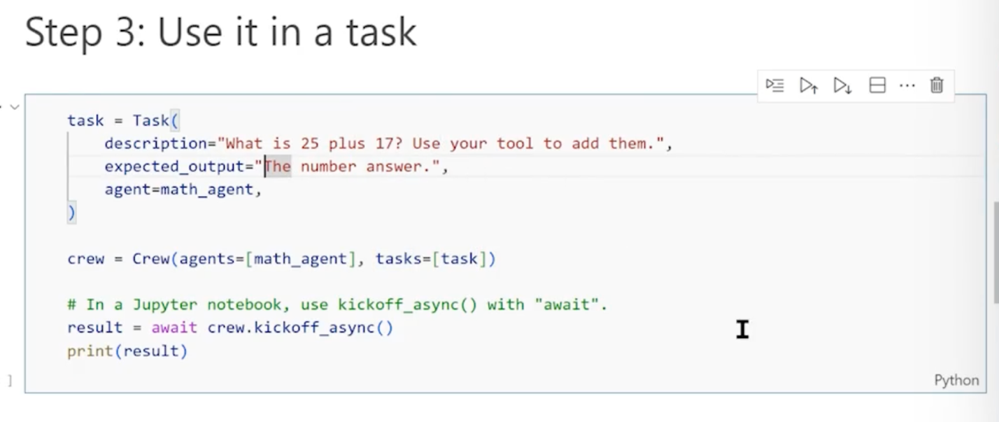 Step 3: Use it in a task
task = Task(
    description="What is 25 plus 17? Use your tool to add them.",
    expected_output="The number answer.",
    agent=math_agent,
)
crew = Crew(agents=[math_agent], tasks=[task])
# In a Jupyter notebook, use kickoff_async() with "await".
result = await crew.kickoff_async()
print(result)
]
Python